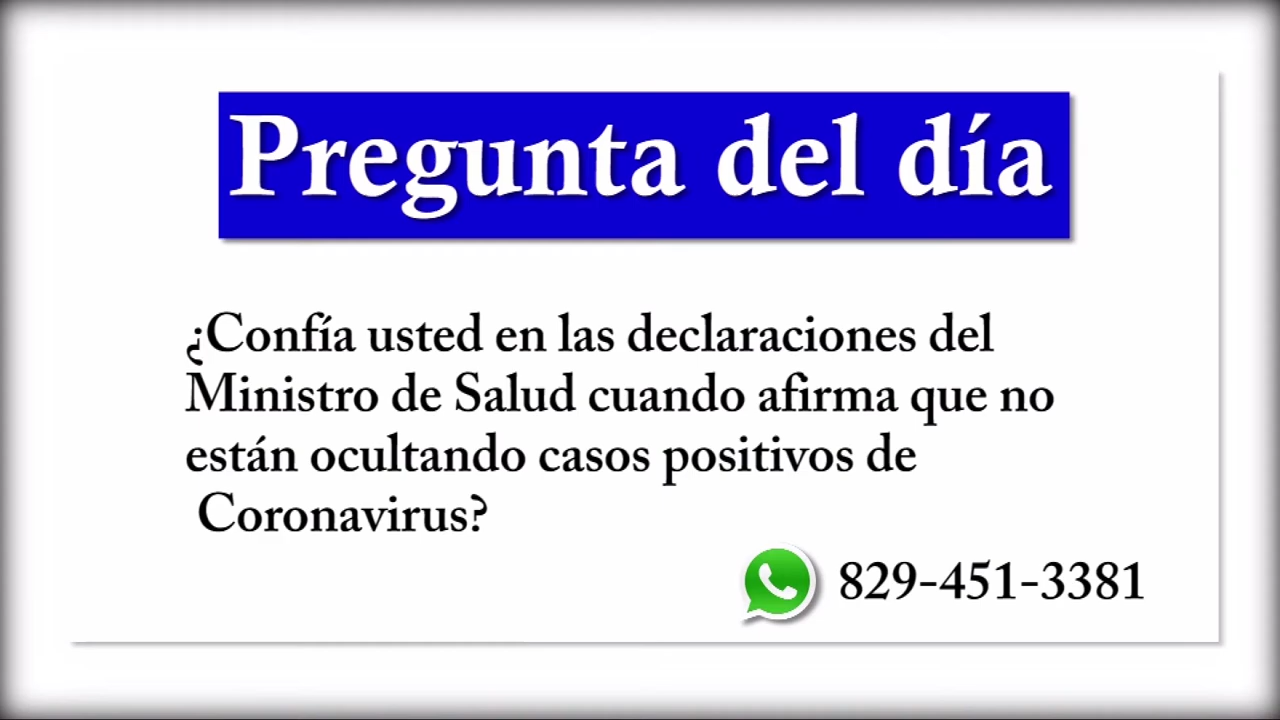 Pregunta del día
¿Confía usted en las declaraciones del
Ministro de Salud cuando afirma que no
están ocultando casos positivos de
Coronavirus?
829-451-3381